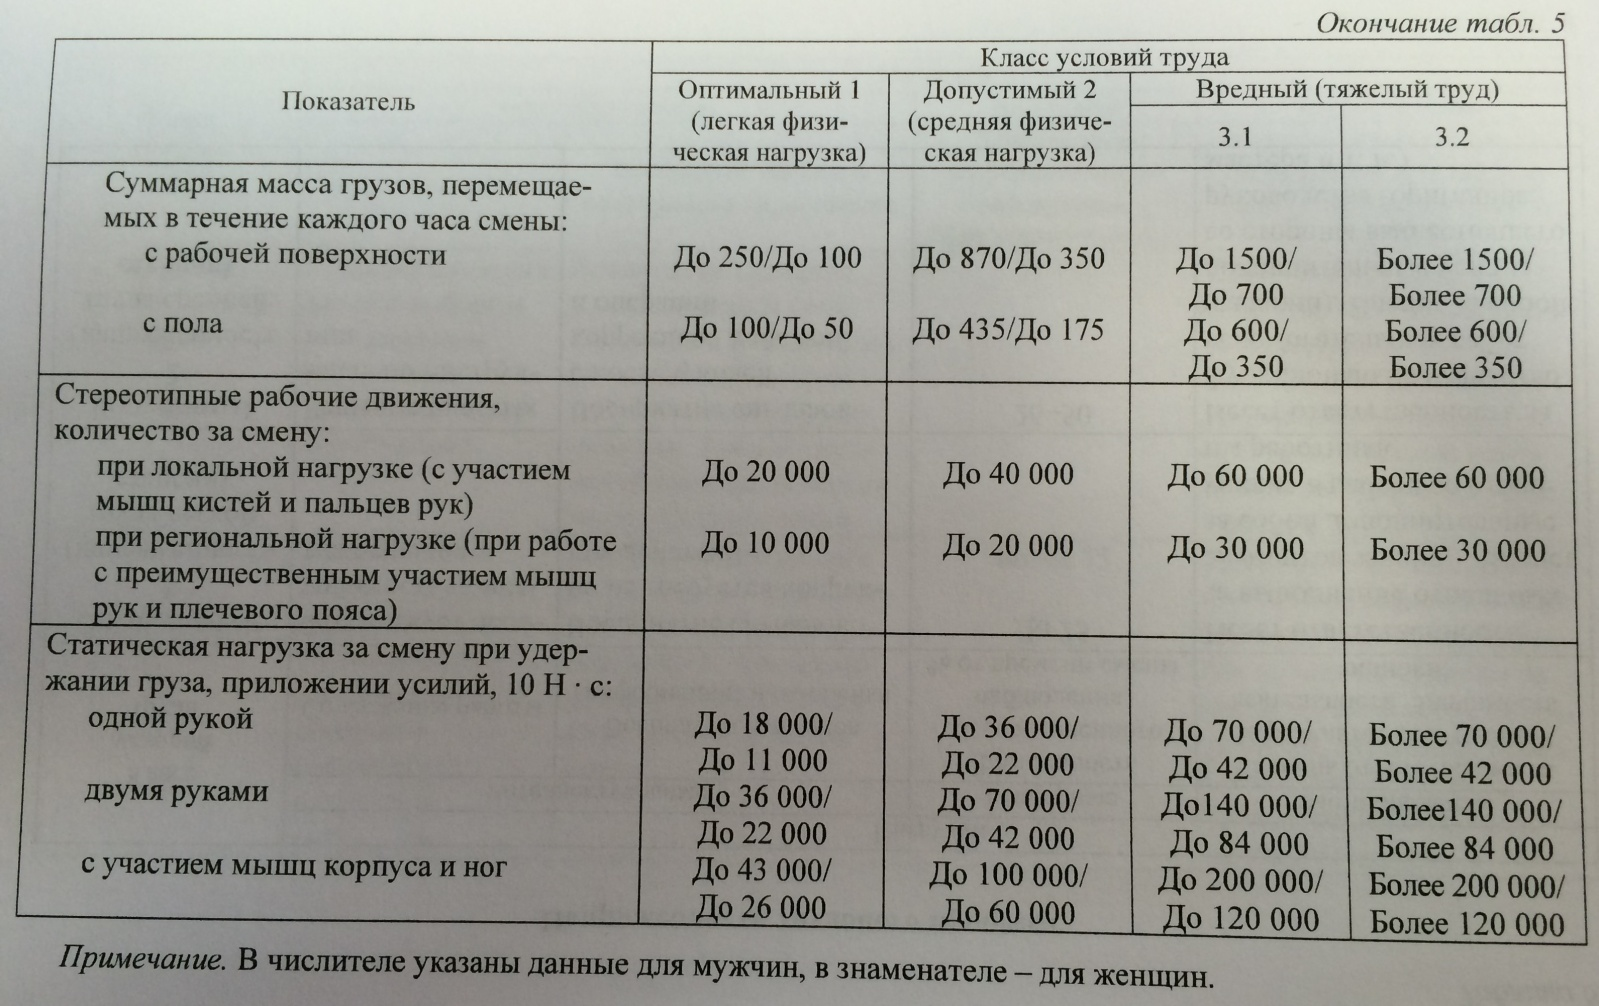 Окончание табл. 5
Показатель
Класс условий труда
Оптимальный 1
(легкая физи-
ческая нагрузка)
Допустимый 2
(средняя физиче-
ская нагрузка)
Вредный (тяжелый труд)
3.1
3.2
Суммарная масса грузов, перемещае-
мых в течение каждого часа смены:
с рабочей поверхности
До 250/До 100
До 870/До 350
До 1500/
До 700
Более 1500/
Более 700
с пола
До 100/До 50
До 435/До 175
До 600/
До 350
Более 600/
Более 350
Стереотипные рабочие движения,
количество за смену:
при локальной нагрузке (с участием
мышц кистей и пальцев рук)
До 20 000
До 40 000
До 60 000
Более 60 000
при региональной нагрузке (при работе
с преимущественным участием мышц
рук и плечевого пояса)
До 10 000
До 20 000
До 30 000
Более 30 000
Статическая нагрузка за смену при удер-
жании груза, приложении усилий, 10 Н · с:
одной рукой
До 18 000/
До 11 000
До 36 000/
До 22 000
До 70 000/
До 42 000
Более 70 000/
Более 42 000
двумя руками
До 36 000/
До 22 000
До 70 000/
До 42 000
До140 000/
До 84 000
Более140 000/
Более 84 000
с участием мышц корпуса и ног
До 43 000/
До 26 000
До 100 000/
До 60 000
До 200 000/
До 120 000
Более 200 000/
Более 120 000
Примечание. В числителе указаны данные для мужчин, в знаменателе – для женщин.